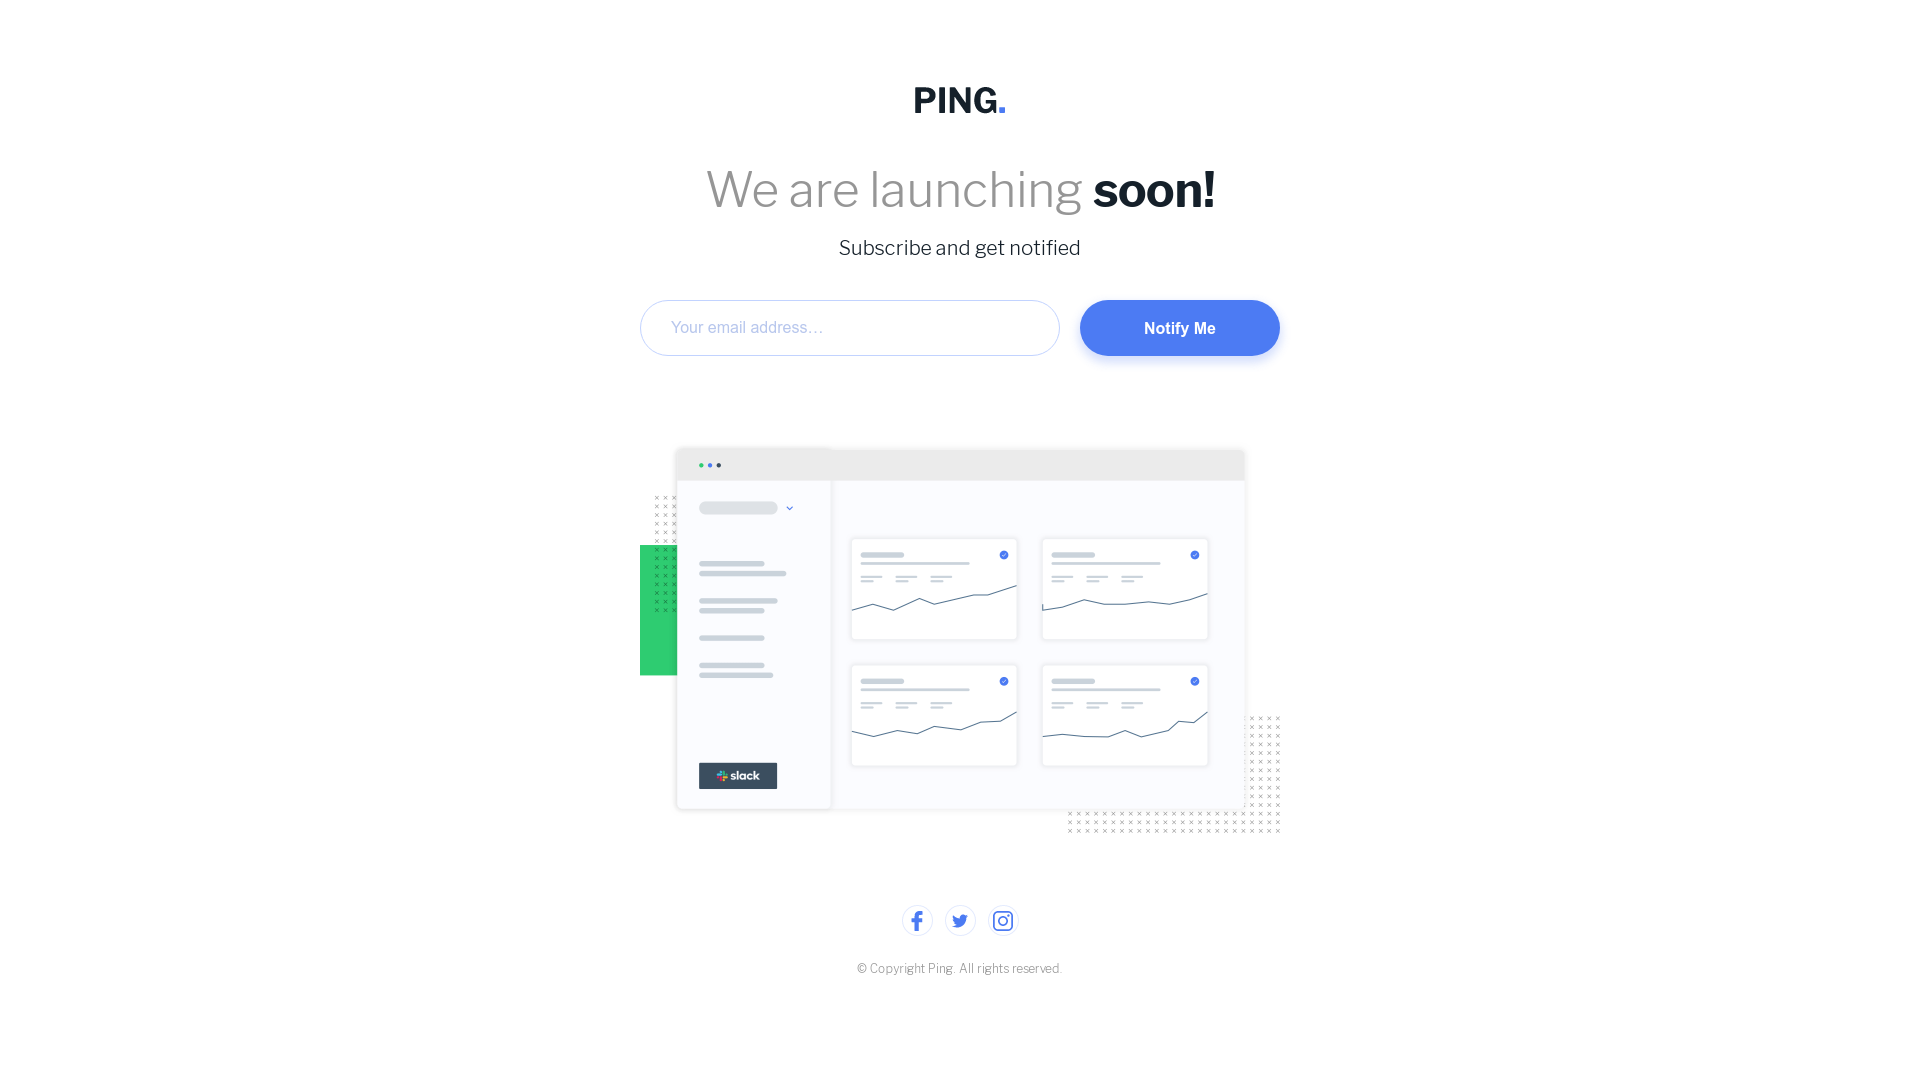 PING.
We are launching soon!
Subscribe and get notified
Your email address...
Notify Me
slack
© Copyright Ping. All rights reserved.